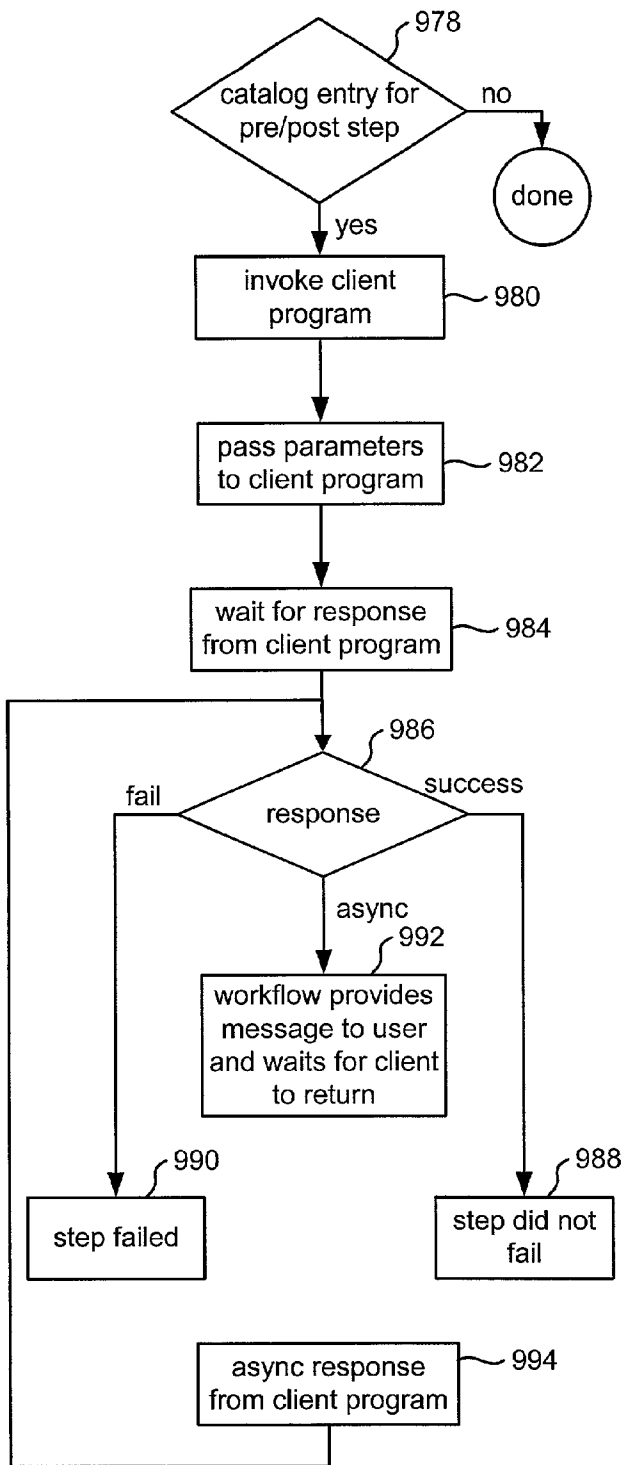 978
catalog entry for
pre/post step
no
done
yes
invoke client
program
980
pass parameters
to client program
982
wait for response
from client program
984
986
fail
success
response
async
992
workflow provides
message to user
and waits for client
to return
990
step failed
988
step did not
fail
async response
from client program
994